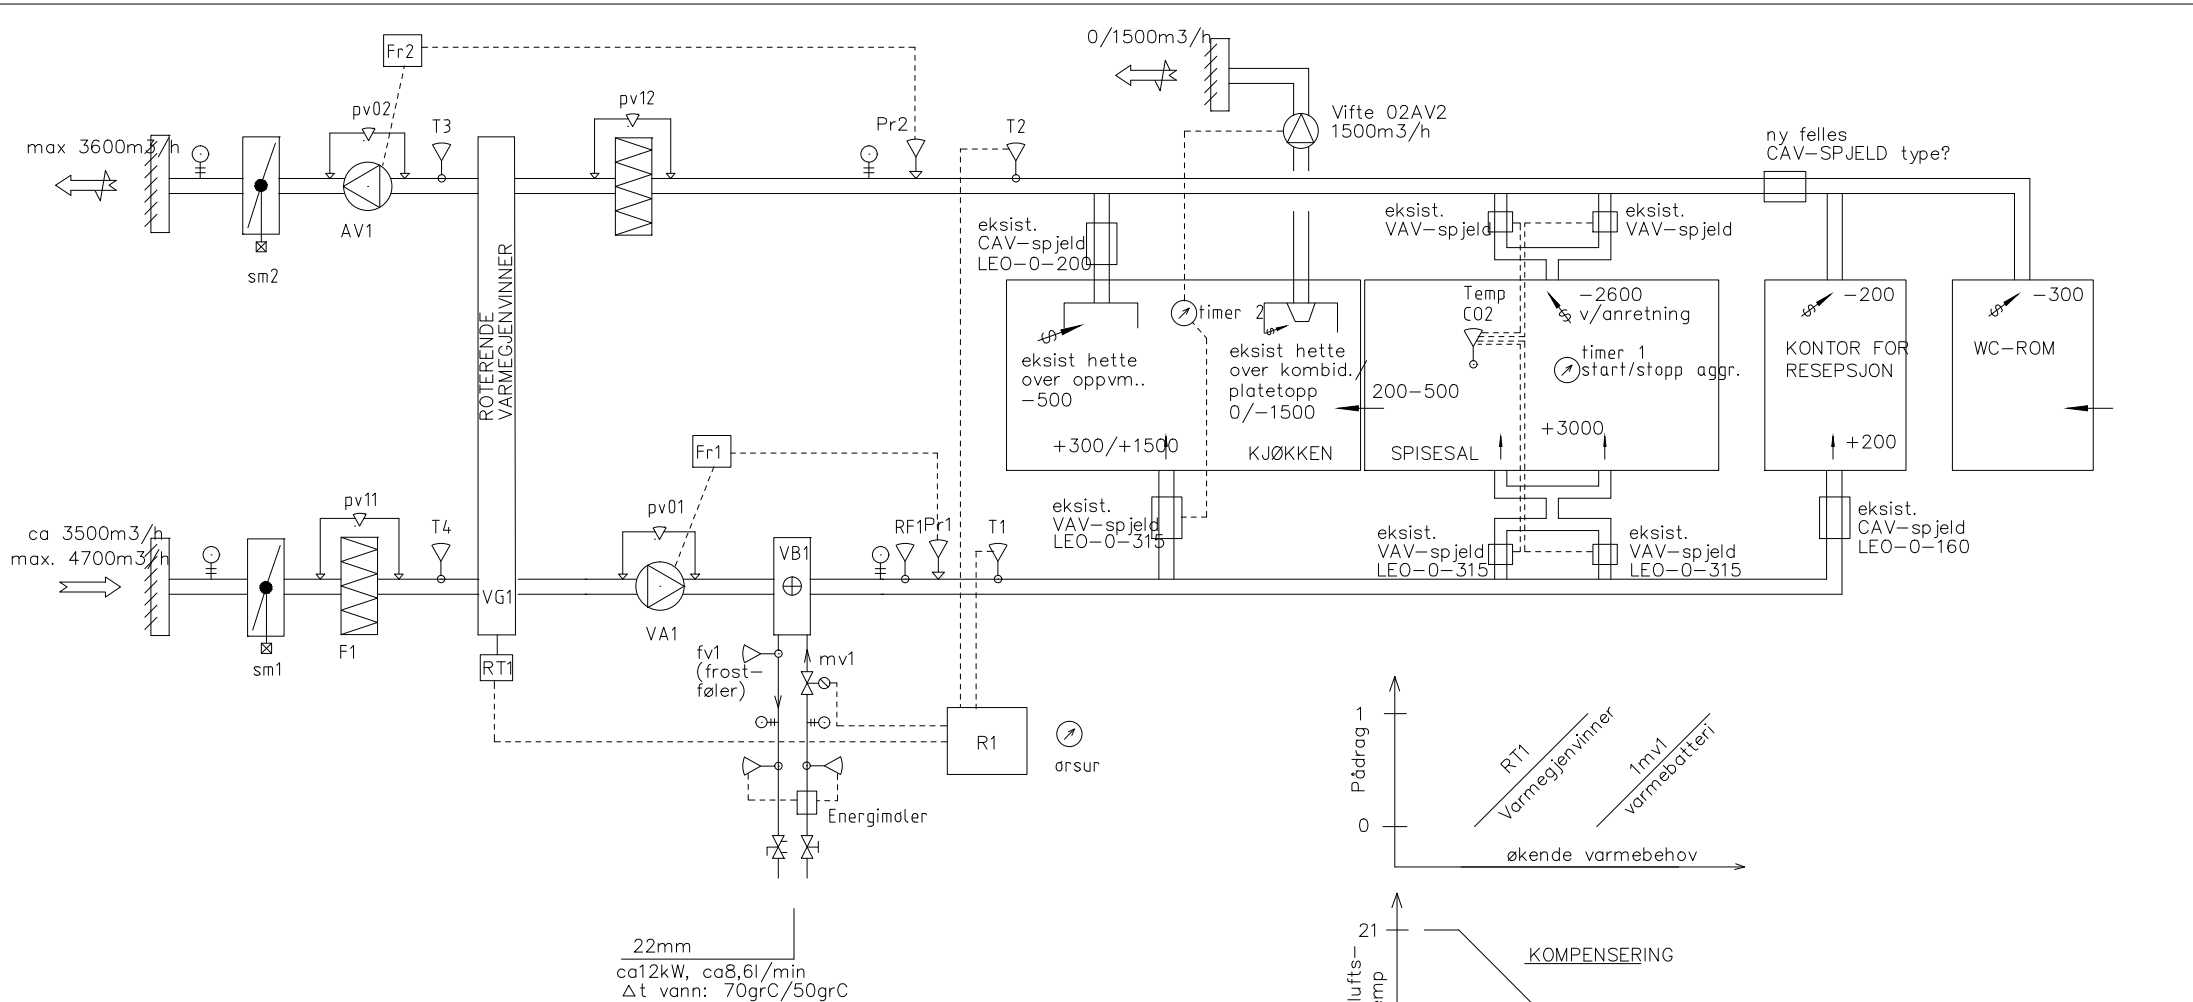 Fr2
0/1500m3/h
pv02
pv12
Vifte 02AV2
1500m3/h
T3
Pr2
T2
ny felles
CAV-SPJELD type?
max 3600m3/h
AV1
sm2
eksist.
CAV-spjeld
LEO-0-200
eksist.
VAV-spjeld
eksist.
VAV-spjeld
ROTERENDE
VARMEGJENVINNER
timer 2
eksist hette
over oppvm..
-500
eksist hette
over kombid./
platetopp
0/-1500
+300/+1500
KJØKKEN
Temp
CO2
-2600
v/anretning
timer 1
start/stopp aggr.
200-500
+3000
SPISESAL
-200
KONTOR FOR
RESEPSJON
+200
-300
WC-ROM
Fr1
pv11
pv01
ca 3500m3/h
max. 4700m3/h
T4
RF1
Pr1
T1
VB1
VG1
VA1
F1
sm1
RT1
eksist.
VAV-spjeld
LEO-0-315
eksist.
VAV-spjeld
LEO-0-315
eksist.
VAV-spjeld
LEO-0-315
eksist.
CAV-spjeld
LEO-0-160
fv1
(frost-
føler)
mv1
R1
årsur
Energimåler
22mm
ca12kW, ca8,6l/min
Δt vann: 70grC/50grC
Pådrag
1
0
RT1
Varmegjenvinner
1mv1
varmebatteri
økende varmebehov
21
KOMPENSERING
lufts-
emp